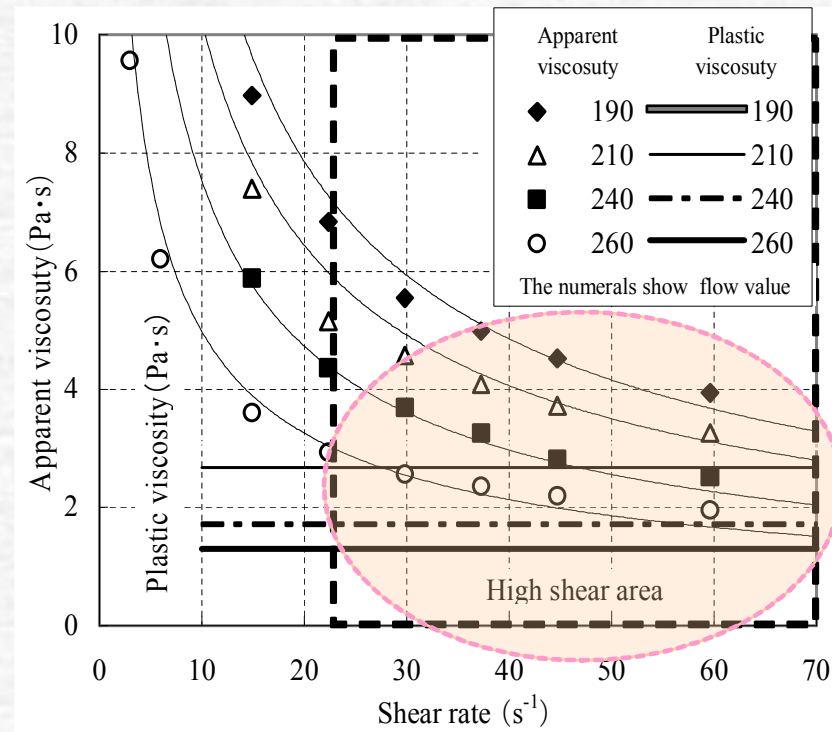 Apparent Plastic
viscosuty viscosity
190 190
210 210
240 240
260 260
The numerals show flow value
10
8
6
4
2
0
Apparent viscosuty (Pa･s)
Plastic viscosity (Pa･s)
High shear area
0 10 20 30 40 50 60 70
Shear rate (s⁻¹)